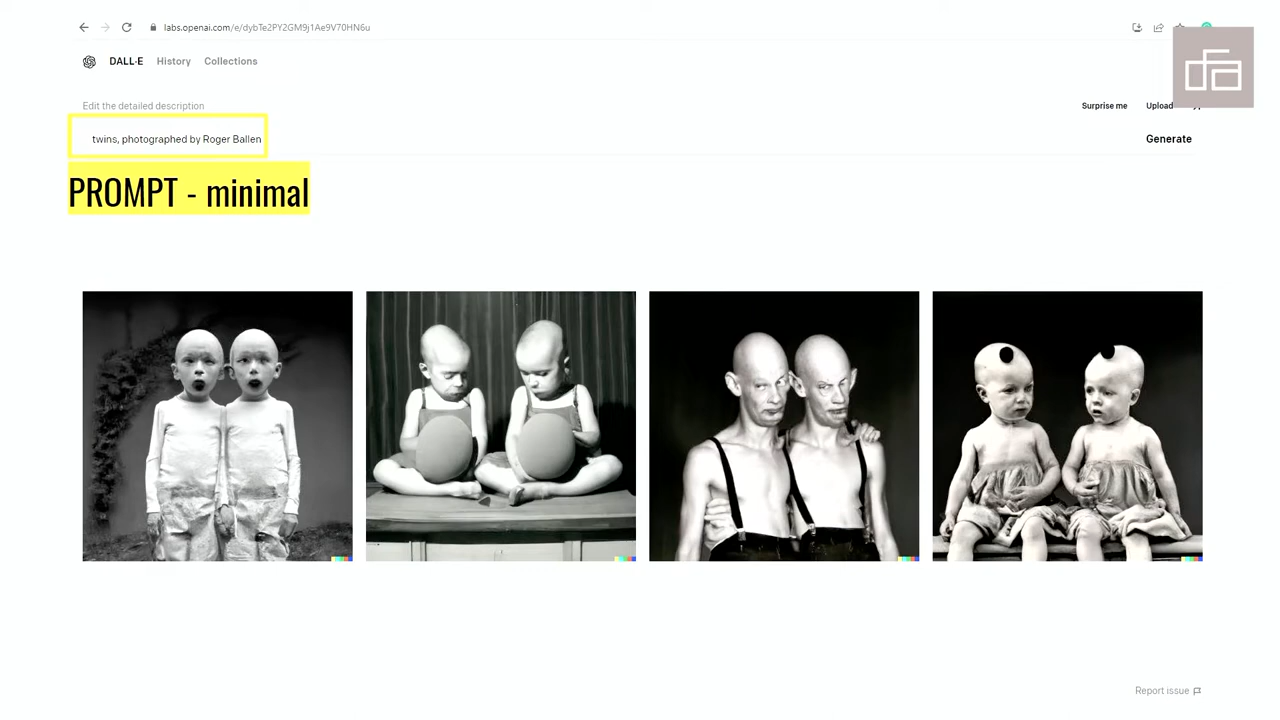 labs.openai.com/e/dybTe2PY2GM9j1Ae9V70HN6u
DALL·E History Collections
Edit the detailed description
Surprise me Upload
twins, photographed by Roger Ballen
Generate
PROMPT - minimal
Report issue